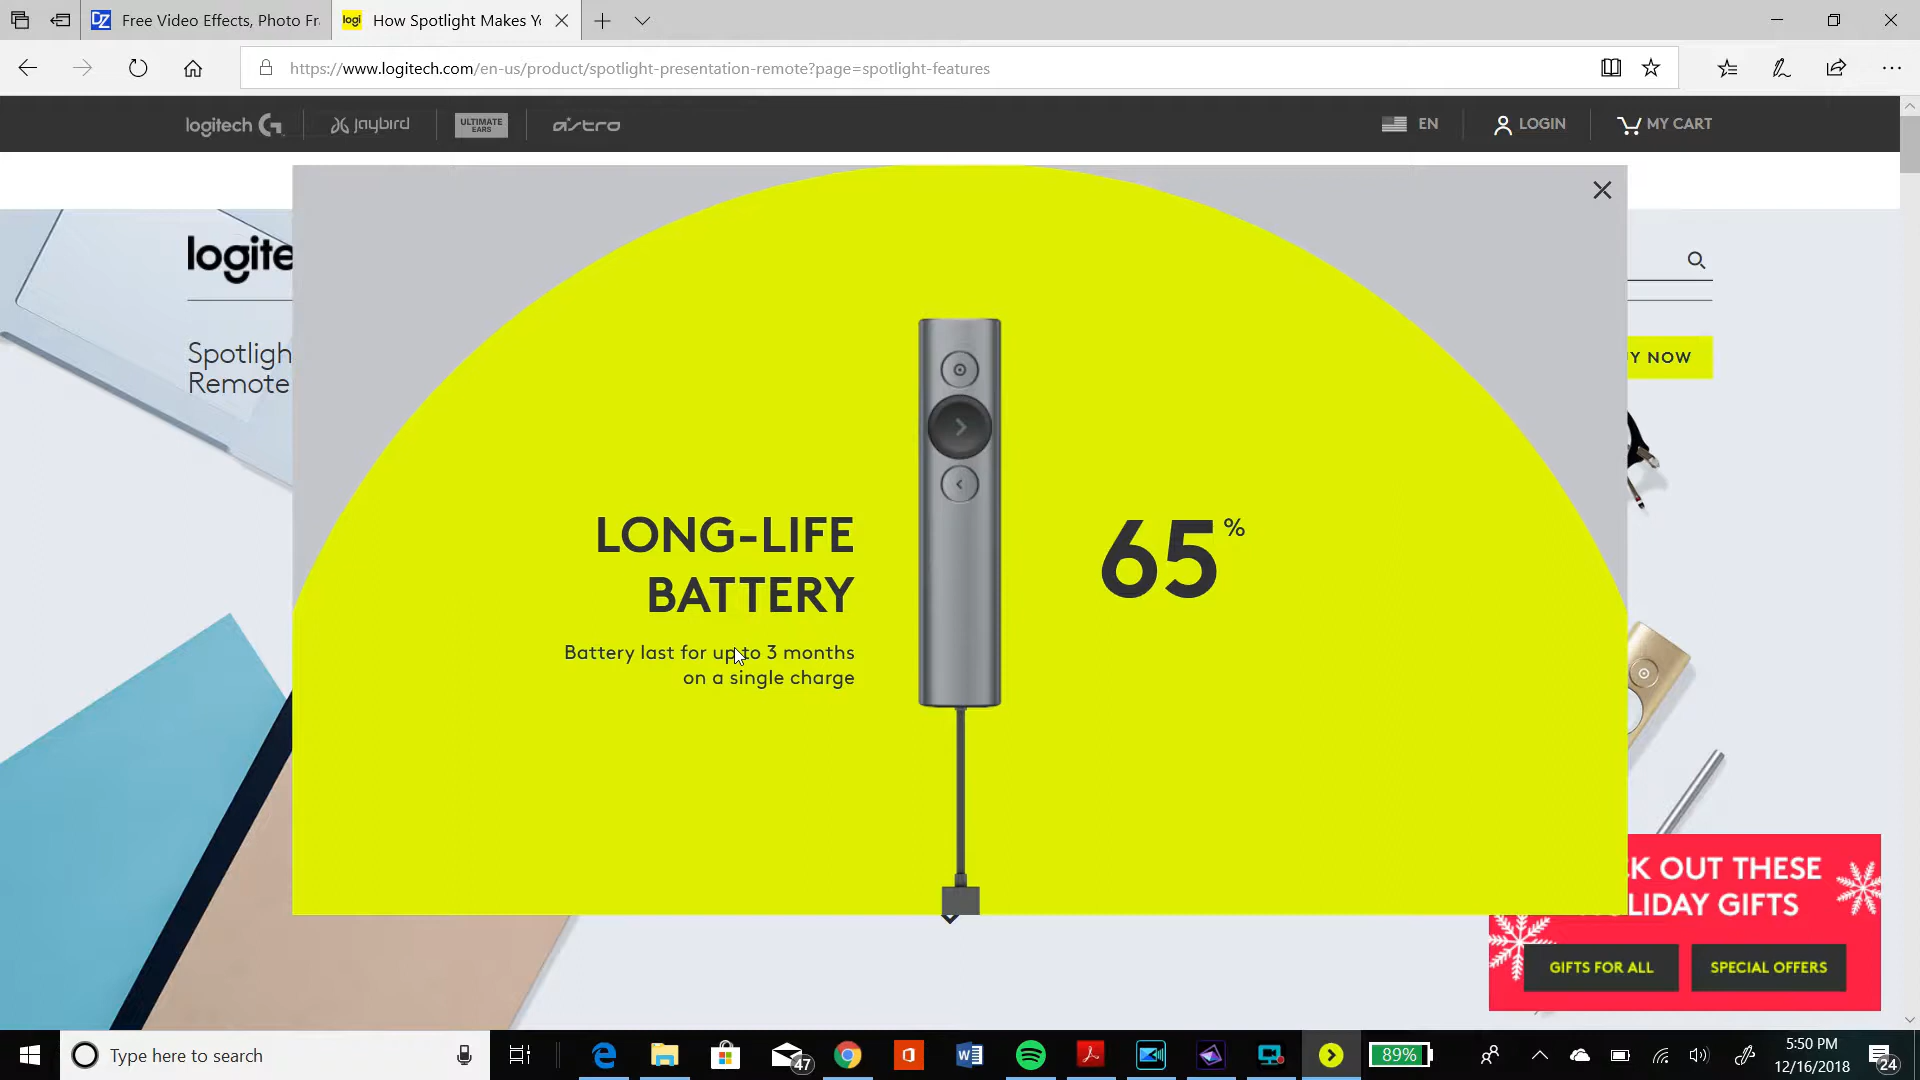 Free Video Effects, Photo Fr
logi
How Spotlight Makes Yo
https://www.logitech.com/en-us/product/spotlight-presentation-remote?page=spotlight-features
logitech G
Jaybird
ULTIMATE
EARS
ASTRO
EN
LOGIN
MY CART
logite
Spotligh
Remote
Y NOW
LONG-LIFE
BATTERY
Battery last for up to 3 months
on a single charge
65%
CK OUT THESE
LIDAY GIFTS
GIFTS FOR ALL
SPECIAL OFFERS
Type here to search
47
89%
5:50 PM
12/16/2018
24